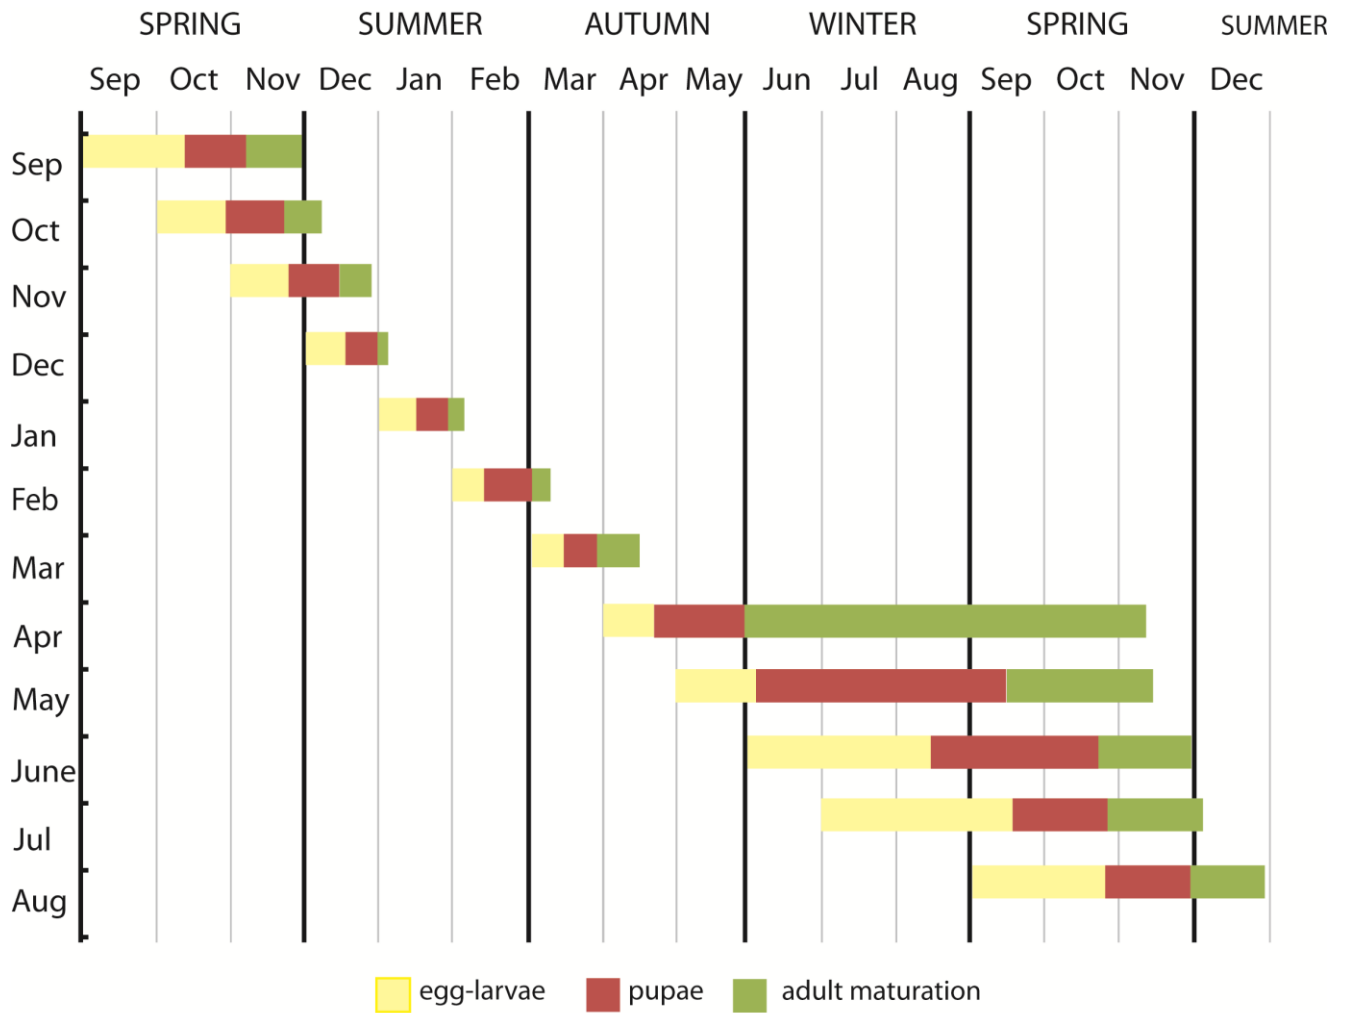 SPRING SUMMER AUTUMN WINTER SPRING SUMMER
Sep Oct Nov Dec Jan Feb Mar Apr May Jun Jul Aug Sep Oct Nov Dec
Sep
Oct
Nov
Dec
Jan
Feb
Mar
Apr
May
June
Jul
Aug
egg-larvae pupae adult maturation